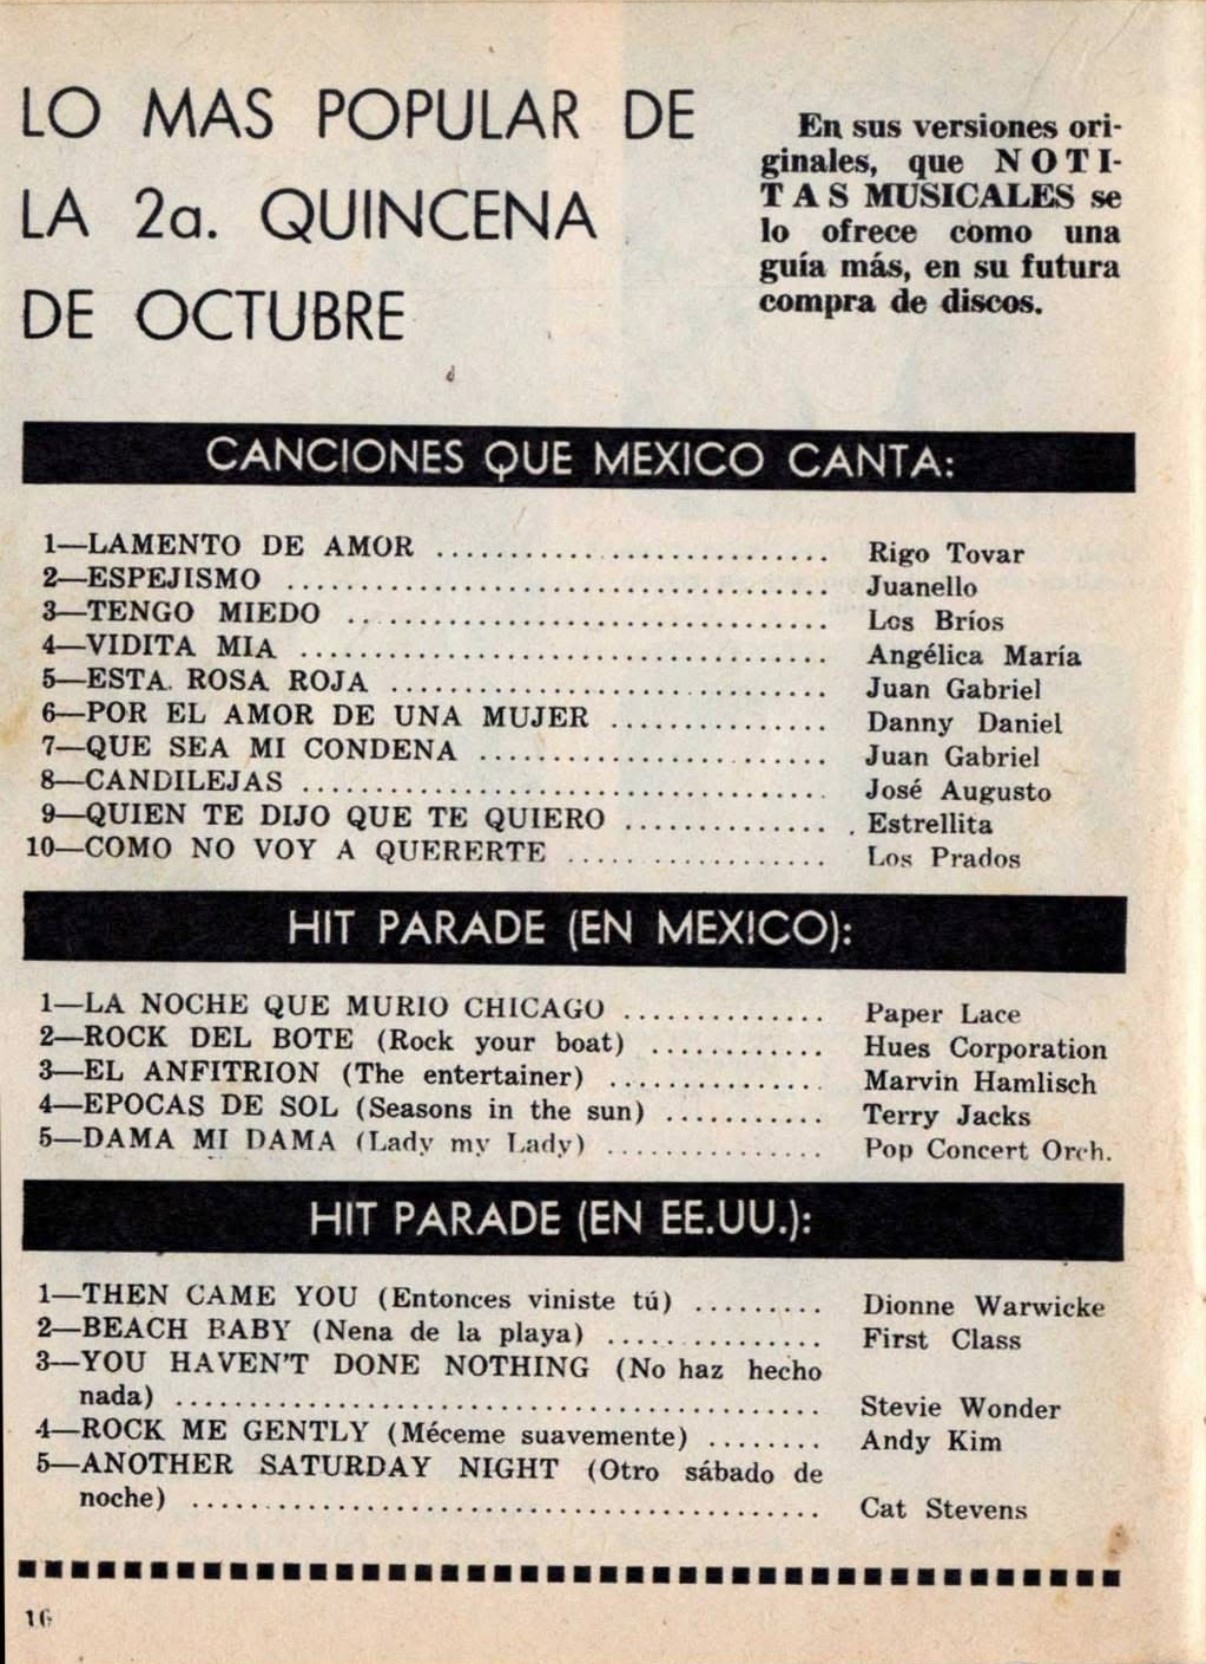 LO MAS POPULAR DE
LA 2a. QUINCENA
DE OCTUBRE
En sus versiones ori-
ginales, que NOTI-
TAS MUSICALES se
lo ofrece como una
guía más, en su futura
compra de discos.
CANCIONES QUE MEXICO CANTA:
1—LAMENTO DE AMOR .............................. Rigo Tovar
2—ESPEJISMO .............................. Juanello
3—TENGO MIEDO .............................. Los Bríos
4—VIDITA MIA .............................. Angélica María
5—ESTA ROSA ROJA .............................. Juan Gabriel
6—POR EL AMOR DE UNA MUJER ................ Danny Daniel
7—QUE SEA MI CONDENA ......................... Juan Gabriel
8—CANDILEJAS .............................. José Augusto
9—QUIEN TE DIJO QUE TE QUIERO ............... Estrellita
10—COMO NO VOY A QUERERTE ................... Los Prados
HIT PARADE (EN MEXICO):
1—LA NOCHE QUE MURIO CHICAGO .............. Paper Lace
2—ROCK DEL BOTE (Rock your boat) ............ Hues Corporation
3—EL ANFITRION (The entertainer) ............... Marvin Hamlisch
4—EPOCAS DE SOL (Seasons in the sun) ........... Terry Jacks
5—DAMA MI DAMA (Lady my Lady) ............... Pop Concert Orch.
HIT PARADE (EN EE.UU.):
1—THEN CAME YOU (Entonces viniste tú) ......... Dionne Warwicke
2—BEACH BABY (Nena de la playa) ............... First Class
3—YOU HAVEN'T DONE NOTHING (No haz hecho
nada) .............................. Stevie Wonder
4—ROCK ME GENTLY (Méceme suavemente) ........ Andy Kim
5—ANOTHER SATURDAY NIGHT (Otro sábado de
noche) .............................. Cat Stevens
16